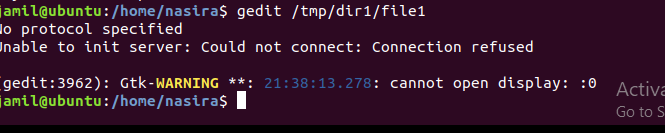 jamil@ubuntu:/home/nasira$ gedit /tmp/dir1/file1
No protocol specified
Unable to init server: Could not connect: Connection refused
(gedit:3962): Gtk-WARNING **: 21:38:13.278: cannot open display: :0
jamil@ubuntu:/home/nasira$
Activa
Go to S